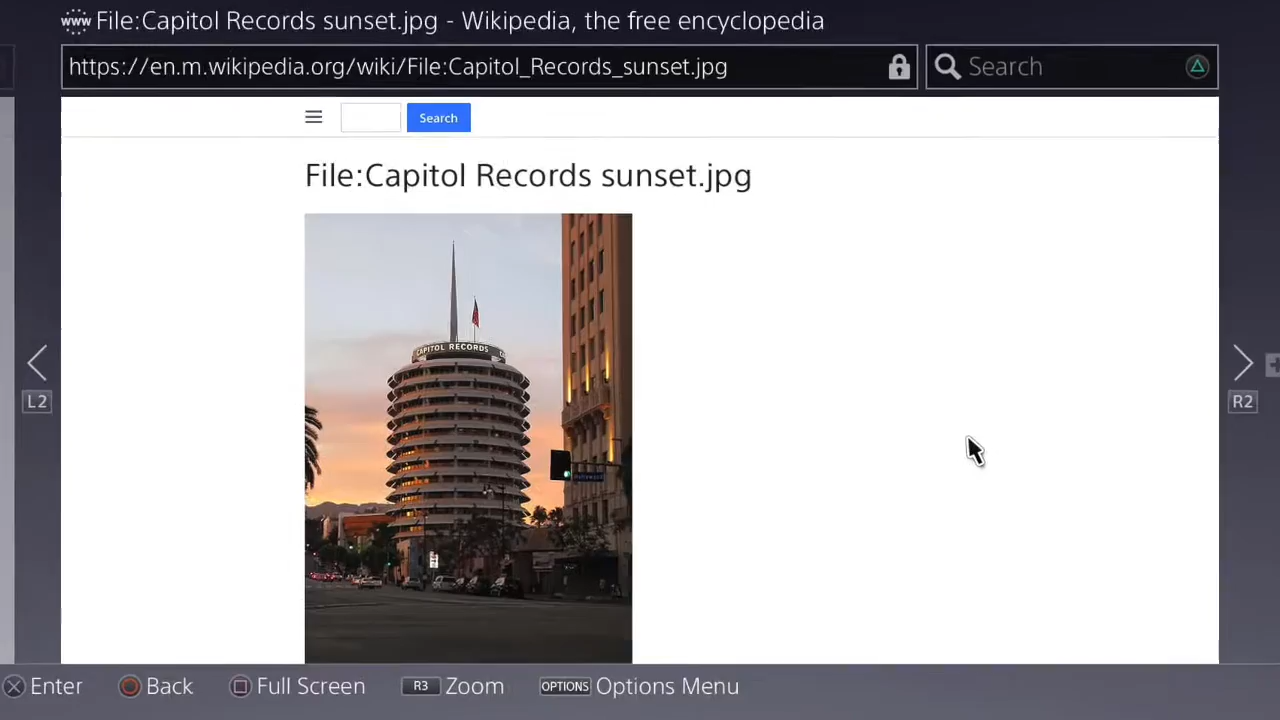 www File:Capitol Records sunset.jpg - Wikipedia, the free encyclopedia
https://en.m.wikipedia.org/wiki/File:Capitol_Records_sunset.jpg
Search
Search
File:Capitol Records sunset.jpg
CAPITOL RECORDS
Hollywood
L2
R2
Enter
Back
Full Screen
R3 Zoom
OPTIONS Options Menu